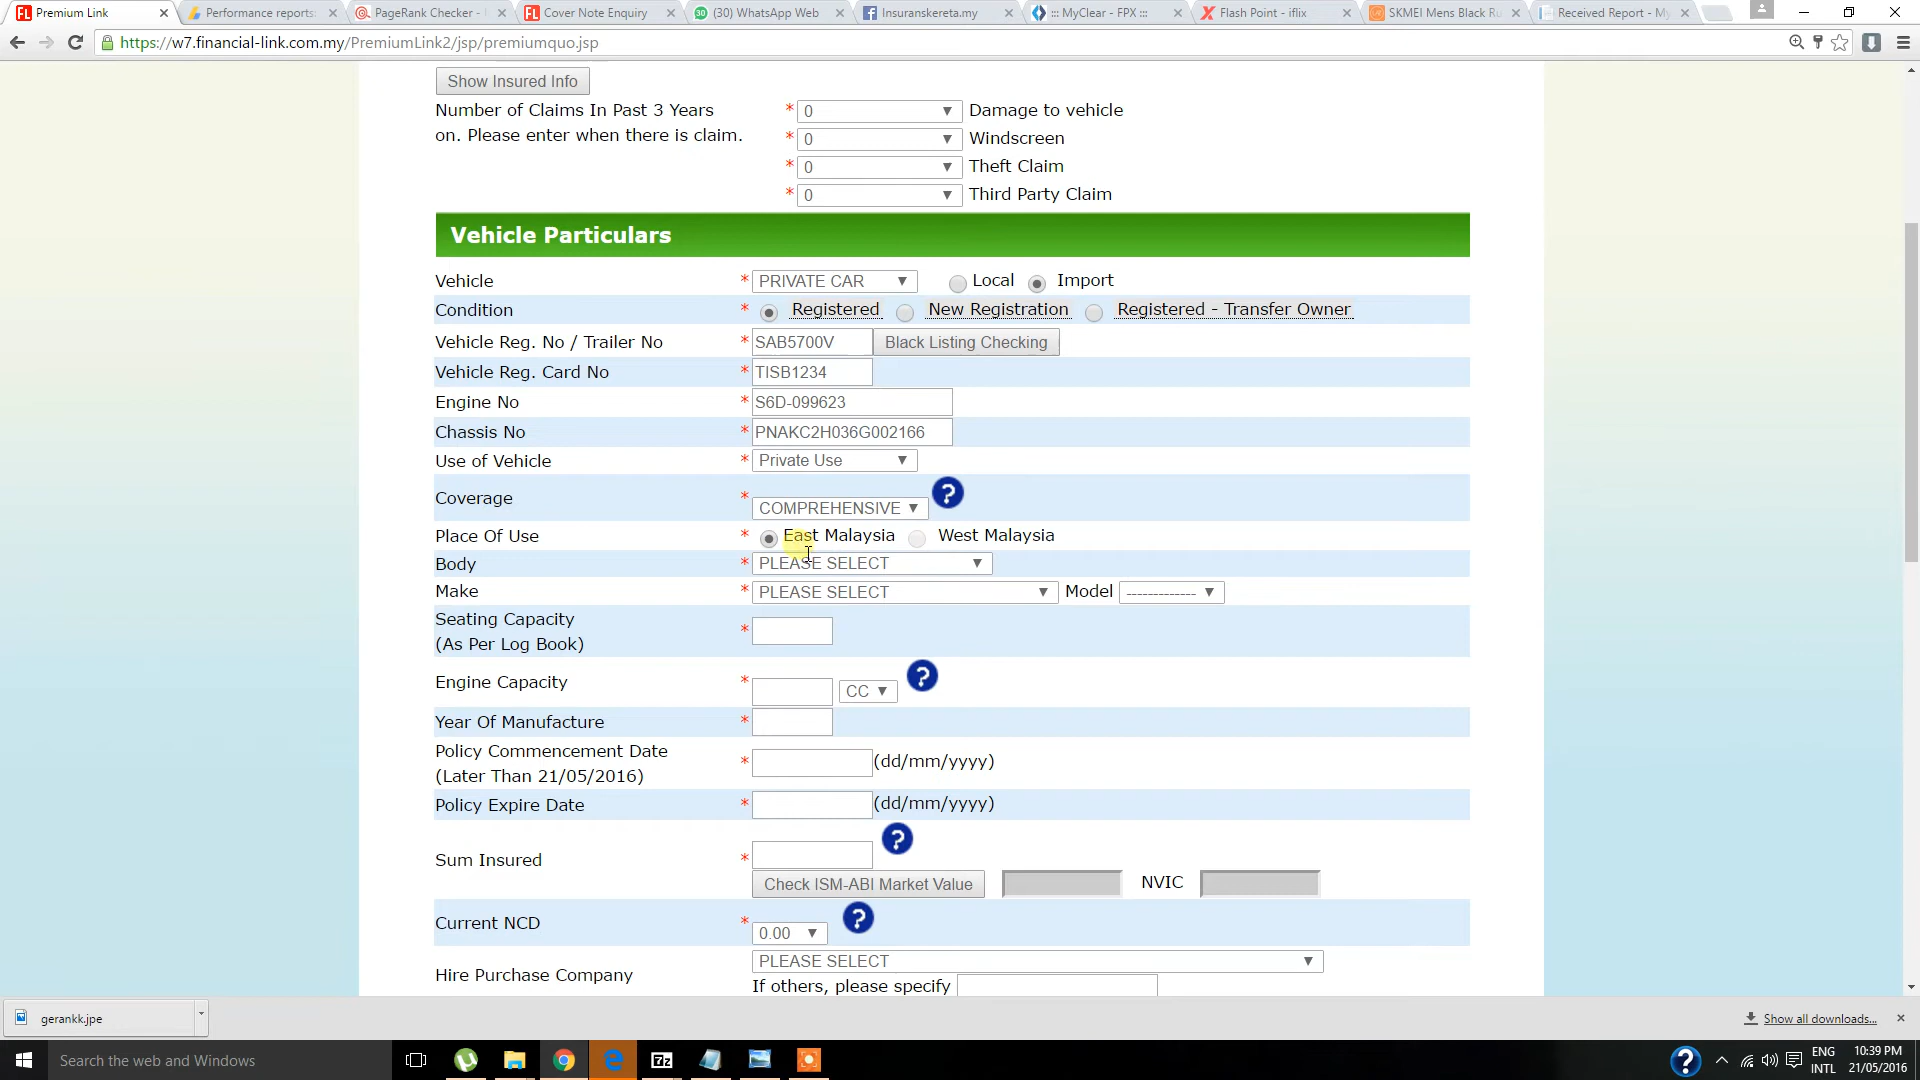 Premium Link
Performance reports
PageRank Checker -
Cover Note Enquiry
(30) WhatsApp Web
Insuranskereta.my
::: MyClear - FPX :::
Flash Point - iflix
SKMEI Mens Black Ru
Received Report - My
https://w7.financial-link.com.my/PremiumLink2/jsp/premiumquo.jsp
Show Insured Info
Number of Claims In Past 3 Years * 0 Damage to vehicle
on. Please enter when there is claim. * 0 Windscreen
* 0 Theft Claim
* 0 Third Party Claim
Vehicle Particulars
Vehicle * PRIVATE CAR Local Import
Condition * Registered New Registration Registered - Transfer Owner
Vehicle Reg. No / Trailer No * SAB5700V Black Listing Checking
Vehicle Reg. Card No * TISB1234
Engine No * S6D-099623
Chassis No * PNAKC2H036G002166
Use of Vehicle * Private Use
Coverage * COMPREHENSIVE ?
Place Of Use * East Malaysia West Malaysia
Body * PLEASE SELECT
Make * PLEASE SELECT Model -------------
Seating Capacity
(As Per Log Book) *
Engine Capacity * CC ?
Year Of Manufacture *
Policy Commencement Date
(Later Than 21/05/2016) * (dd/mm/yyyy)
Policy Expire Date * (dd/mm/yyyy)
Sum Insured * ?
Check ISM-ABI Market Value NVIC
Current NCD * 0.00 ?
Hire Purchase Company PLEASE SELECT
If others, please specify
gerankk.jpe
Show all downloads...
Search the web and Windows
7z
?
ENG
INTL
10:39 PM
21/05/2016